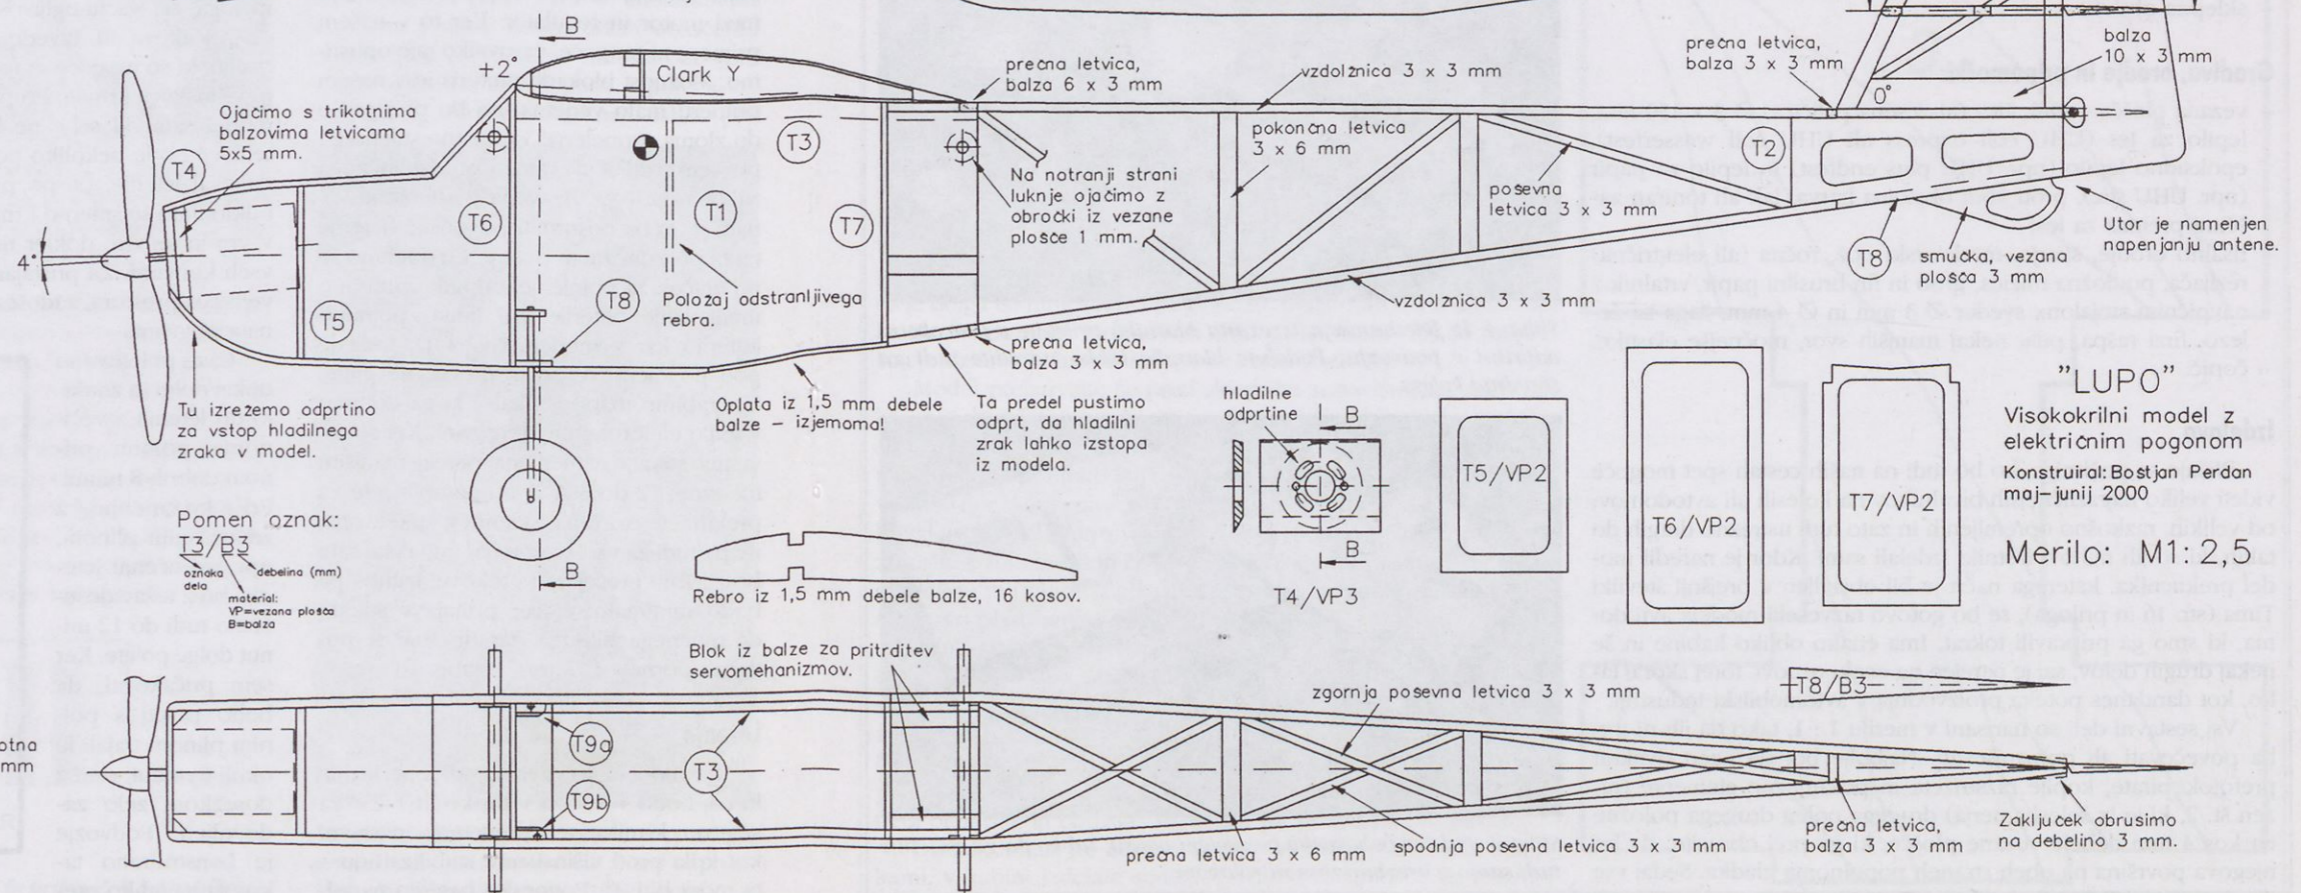 B
+2°
Clark Y
prečna letvica,
balza 6 x 3 mm
vzdolžnica 3 x 3 mm
prečna letvica,
balza 3 x 3 mm
balza
10 x 3 mm
0°
Ojačimo s trikotnima
balzovima letvicama
5x5 mm.
T4
T3
pokončna letvica
3 x 6 mm
T2
Na notranji strani
luknje ojačimo z
obročki iz vezane
plošče 1 mm.
poševna
letvica 3 x 3 mm
T6
T1
T7
4°
T5
T8
Položaj odstranljivega
rebra.
vzdolžnica 3 x 3 mm
T8
smučka, vezana
plošča 3 mm
Utor je namenjen
napenjanju antene.
prečna letvica,
balza 3 x 3 mm
Tu izrežemo odprtino
za vstop hladilnega
zraka v model.
Oplata iz 1,5 mm debele
balze - izjemoma!
Ta predel pustimo
odprt, da hladilni
zrak lahko izstopa
iz modela.
hladilne
odprtine
B
B
T4/VP3
T5/VP2
T6/VP2
T7/VP2
"LUPO"
Visokokrilni model z
električnim pogonom
Konstruiral: Boštjan Perdan
maj-junij 2000
Merilo: M1:2,5
Pomen oznak:
T3/B3
oznaka
dela
debelina (mm)
material:
VP=vezana plošča
B=balza
B
Rebro iz 1,5 mm debele balze, 16 kosov.
Blok iz balze za pritrditev
servomehanizmov.
zgornja poševna letvica 3 x 3 mm
T8/B3
T9a
T3
T9b
otna
mm
prečna letvica 3 x 6 mm
spodnja poševna letvica 3 x 3 mm
prečna letvica,
balza 3 x 3 mm
Zaključek obrusimo
na debelino 3 mm.